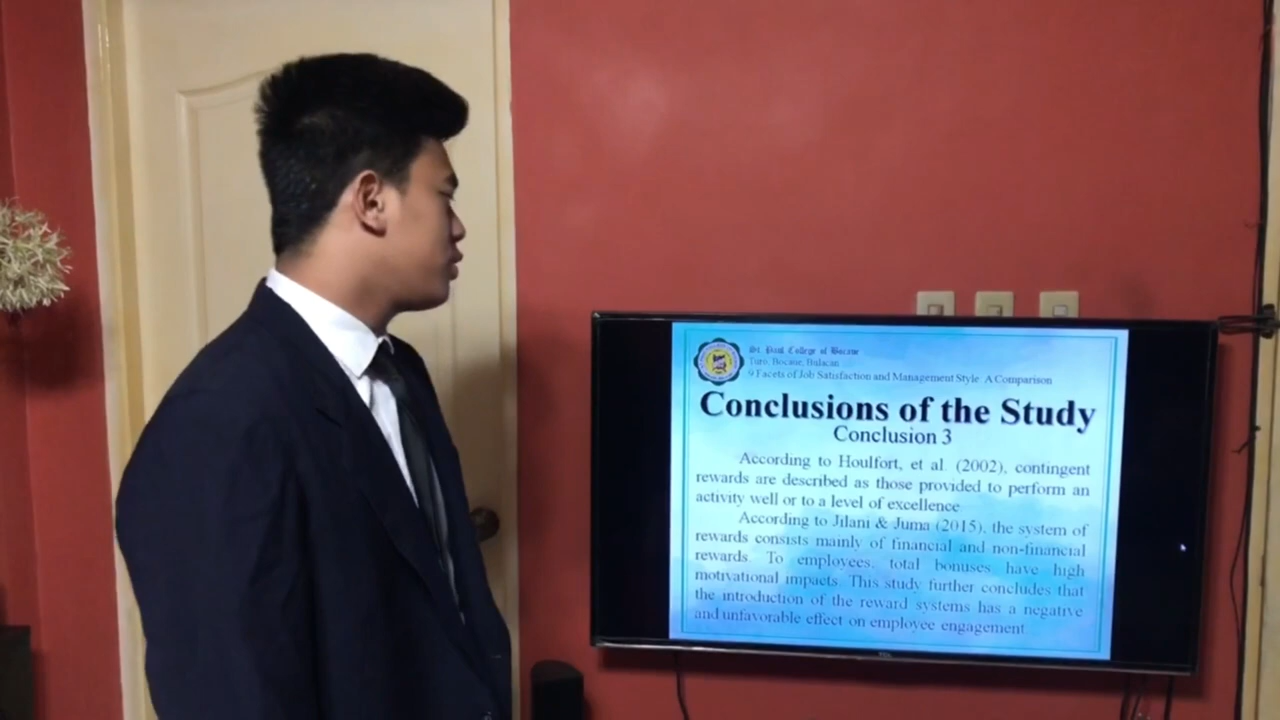 St. Paul College of Bocaue
Turo, Bocaue, Bulacan
9 Facets of Job Satisfaction and Management Style: A Comparison
Conclusions of the Study
Conclusion 3
According to Houlfort, et al. (2002), contingent
rewards are described as those provided to perform an
activity well or to a level of excellence.
According to Jilani & Juma (2015), the system of
rewards consists mainly of financial and non-financial
rewards. To employees, total bonuses have high
motivational impacts. This study further concludes that
the introduction of the reward systems has a negative
and unfavorable effect on employee engagement.
TCL